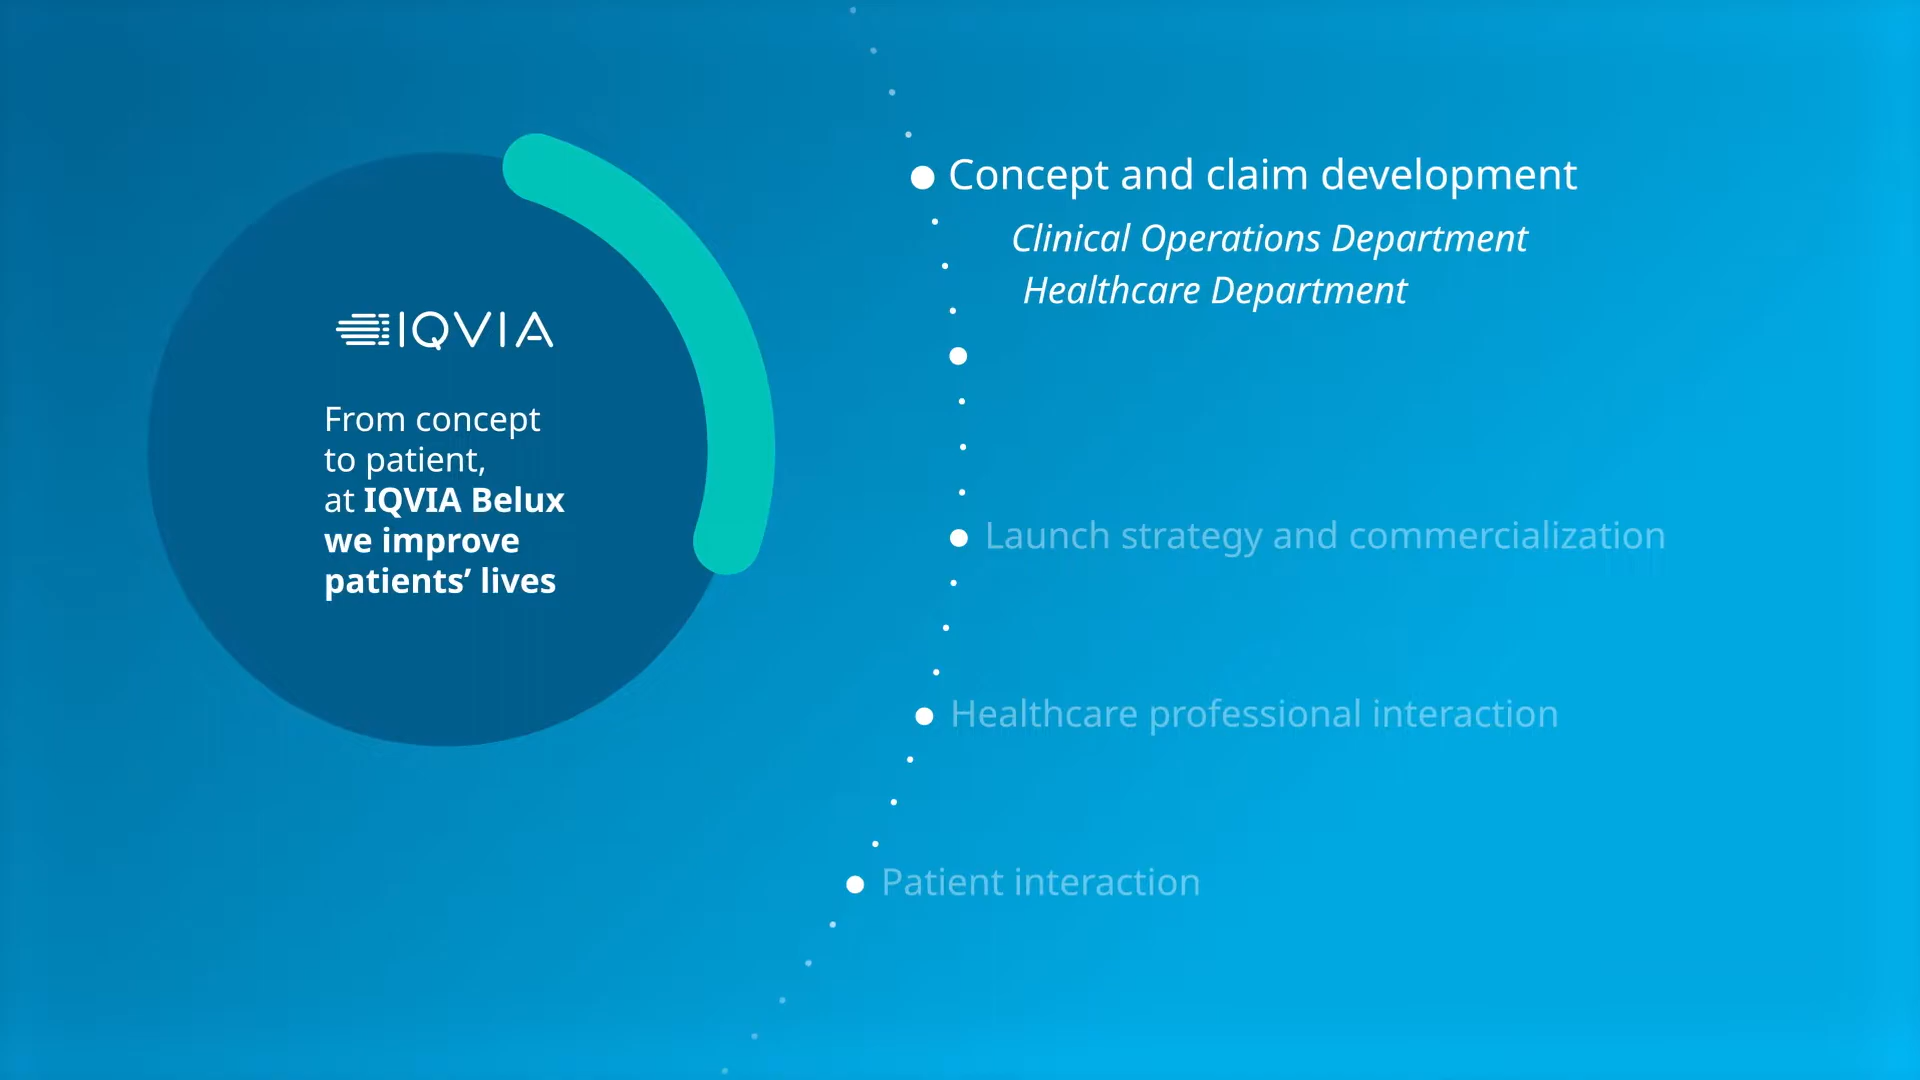 IQVIA
From concept
to patient,
at IQVIA Belux
we improve
patients’ lives
Concept and claim development
Clinical Operations Department
Healthcare Department
Launch strategy and commercialization
Healthcare professional interaction
Patient interaction